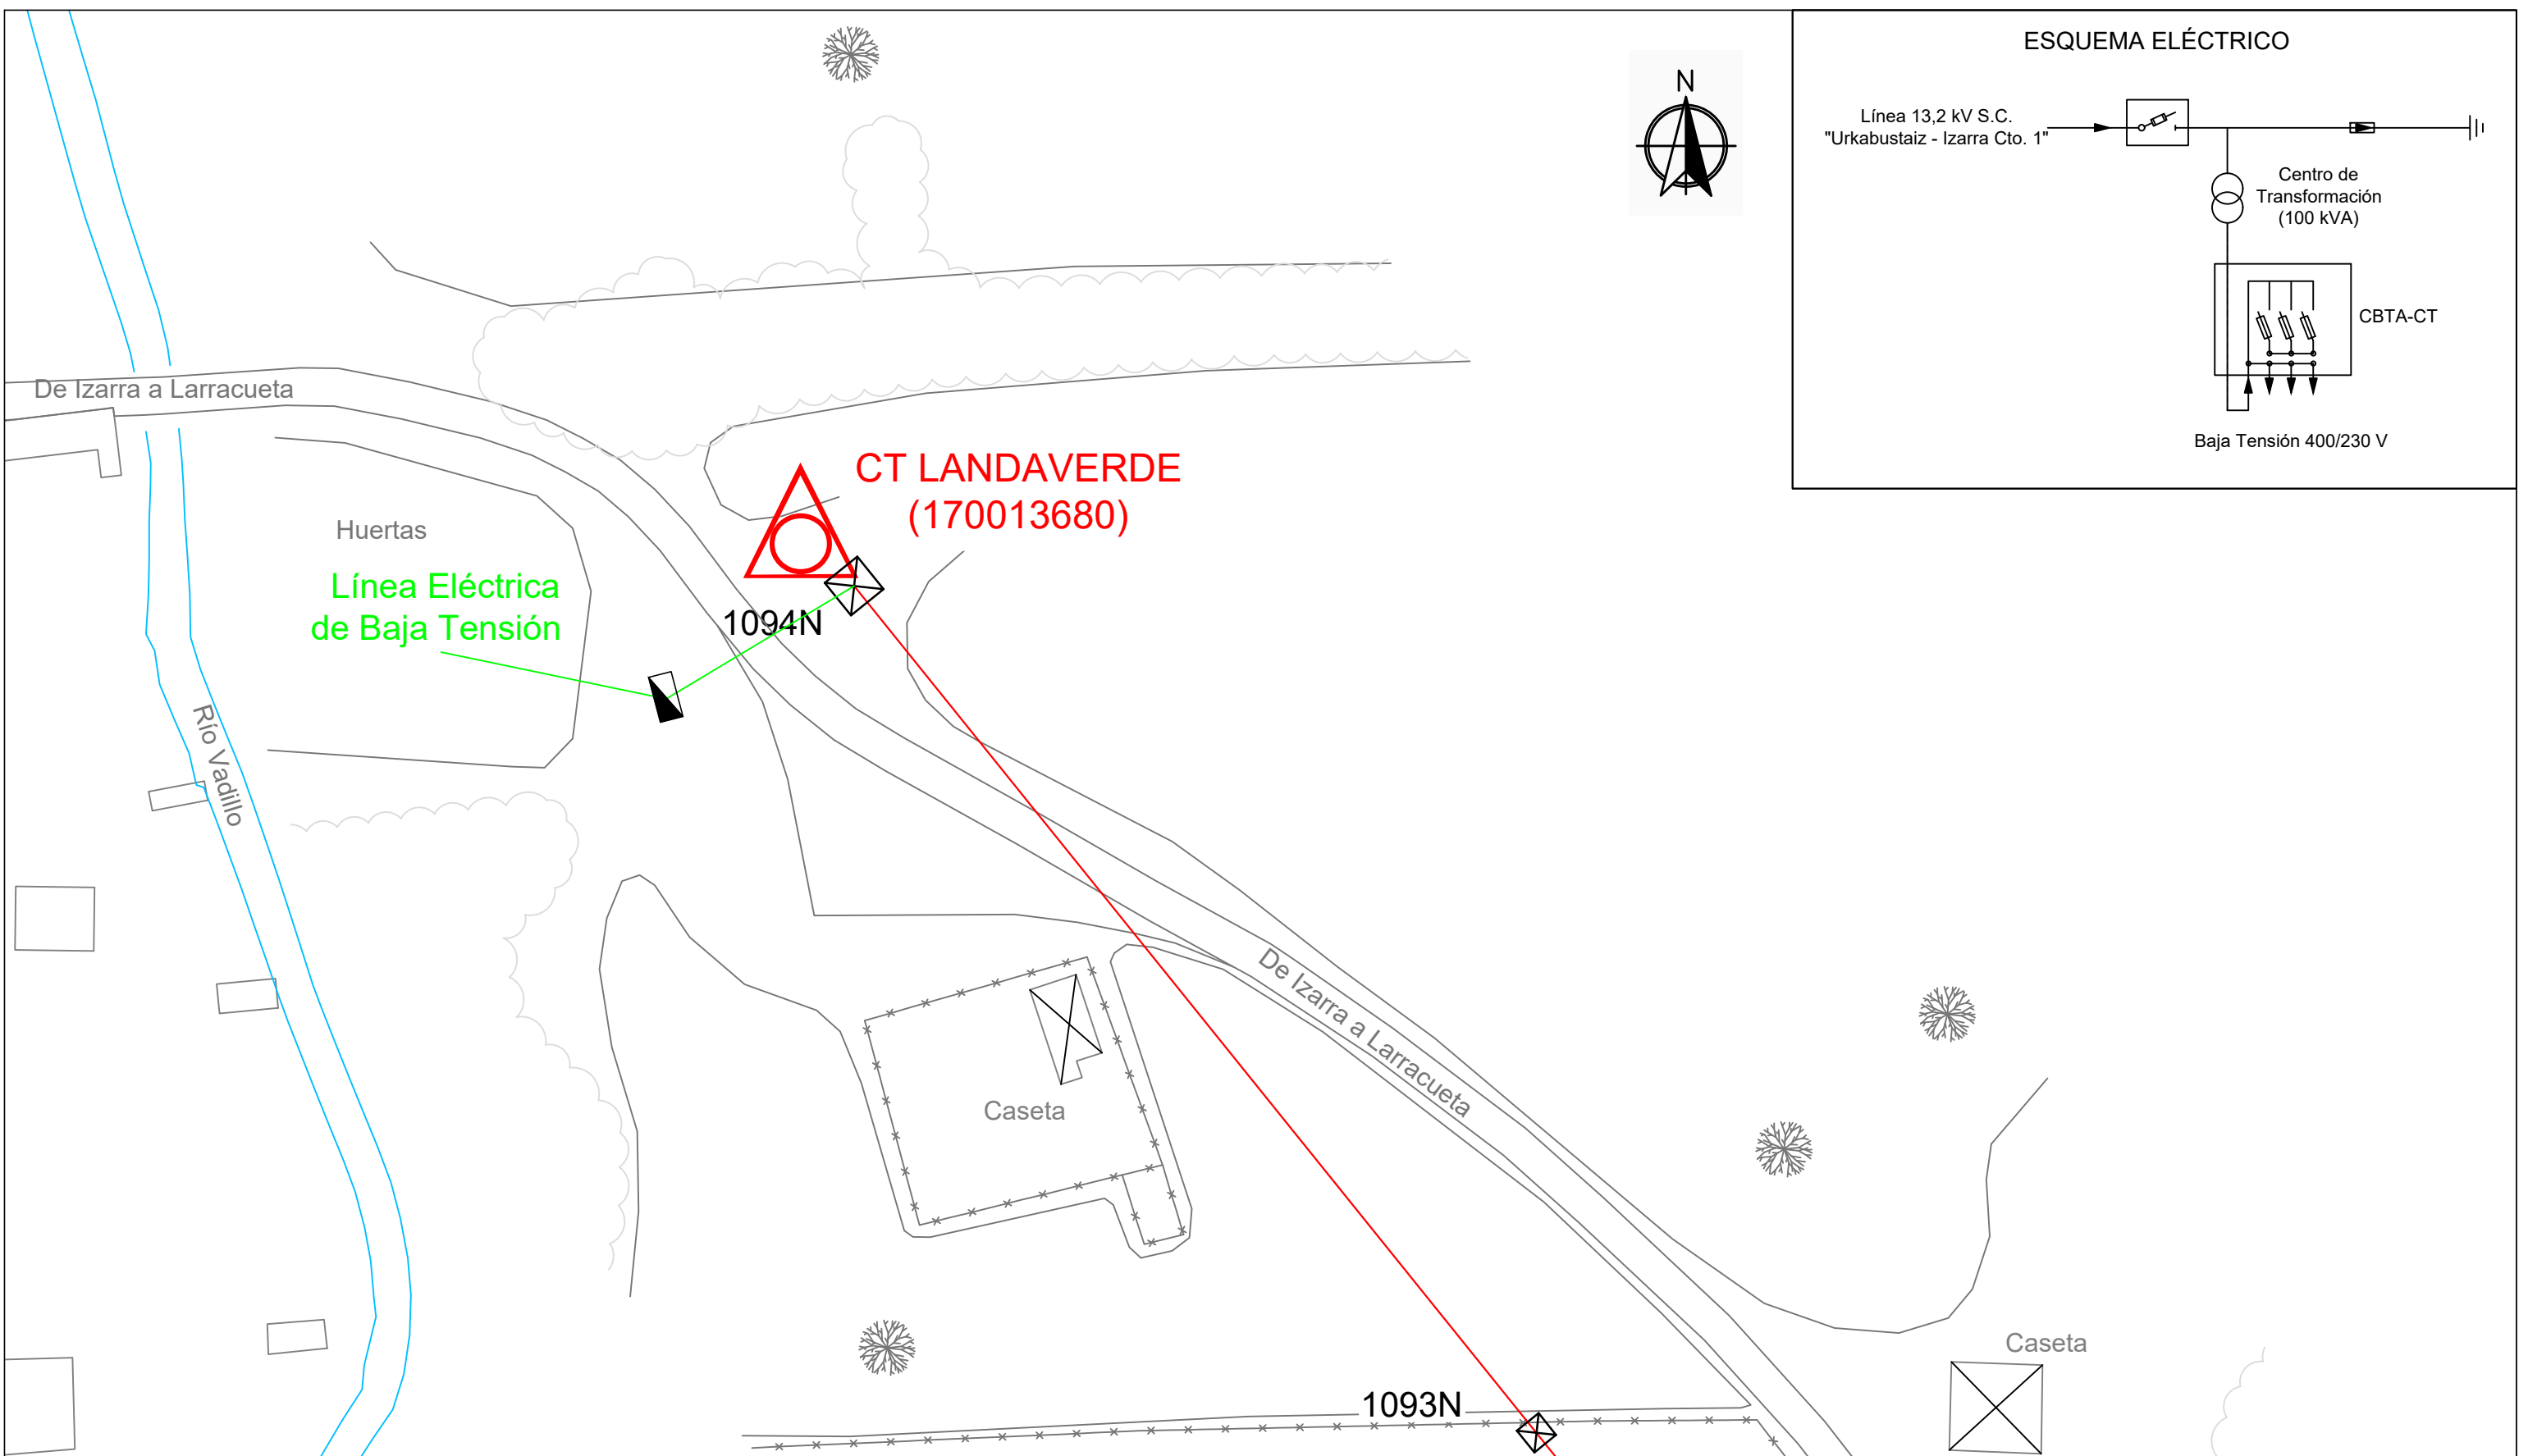 ESQUEMA ELÉCTRICO
N
Línea 13,2 kV S.C.
"Urkabustaiz - Izarra Cto. 1"
Centro de
Transformación
(100 kVA)
CBTA-CT
Baja Tensión 400/230 V
De Izarra a Larracueta
CT LANDAVERDE
(170013680)
Huertas
Línea Eléctrica
de Baja Tensión
1094N
Río Vadillo
De Izarra a Larracueta
Caseta
Caseta
1093N